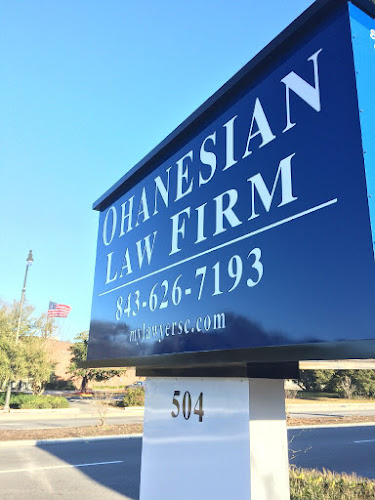 OHANESIAN
LAW FIRM
843-626-7193
mylawyersc.com
504